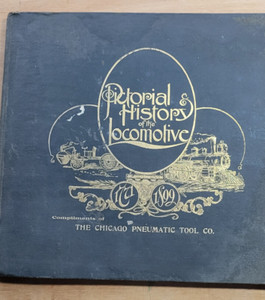 Pictorial
History
of the
Locomotive
1899
Compliments of
THE CHICAGO PNEUMATIC TOOL CO.